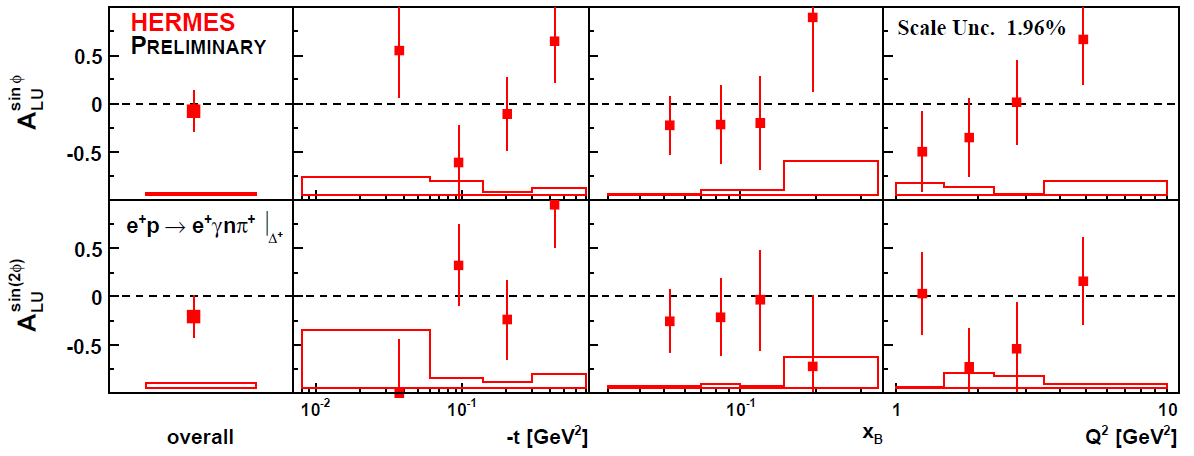 HERMES
PRELIMINARY
Scale Unc. 1.96%
A_LU^sin ϕ
0.5
0
-0.5
e⁺p → e⁺γnπ⁺ |_Δ⁺
A_LU^sin(2ϕ)
0.5
0
-0.5
10⁻² 10⁻¹ 10⁻¹ 1 10
overall -t [GeV²] x_B Q² [GeV²]